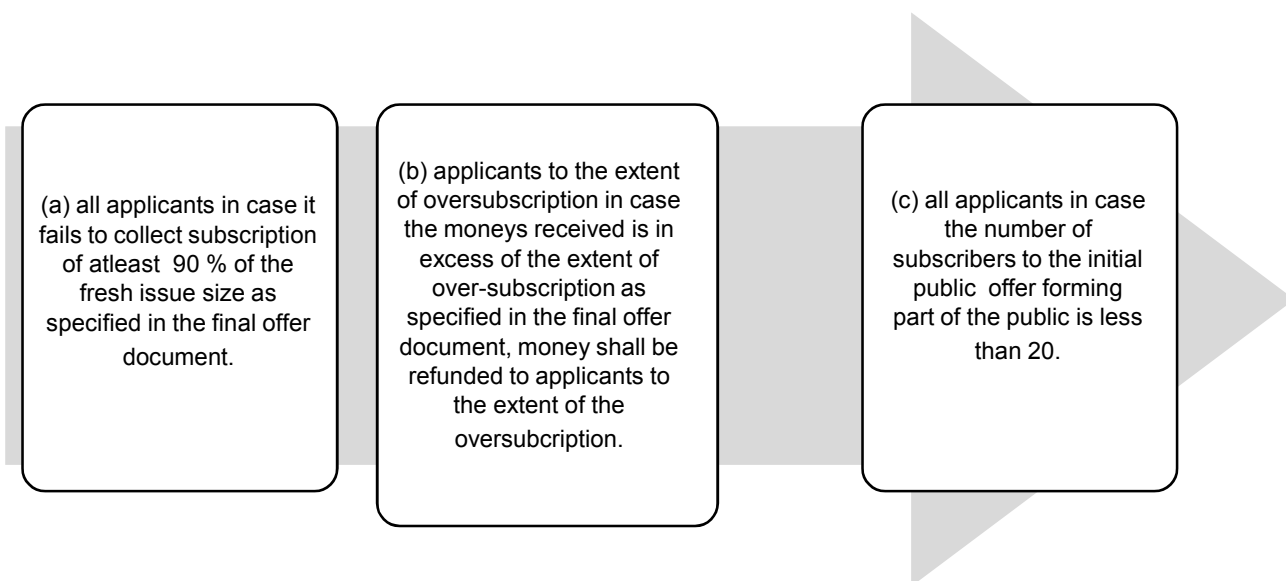 (a) all applicants in case it
fails to collect subscription
of atleast 90 % of the
fresh issue size as
specified in the final offer
document.
(b) applicants to the extent
of oversubscription in case
the moneys received is in
excess of the extent of
over-subscription as
specified in the final offer
document, money shall be
refunded to applicants to
the extent of the
oversubcription.
(c) all applicants in case
the number of
subscribers to the initial
public offer forming
part of the public is less
than 20.